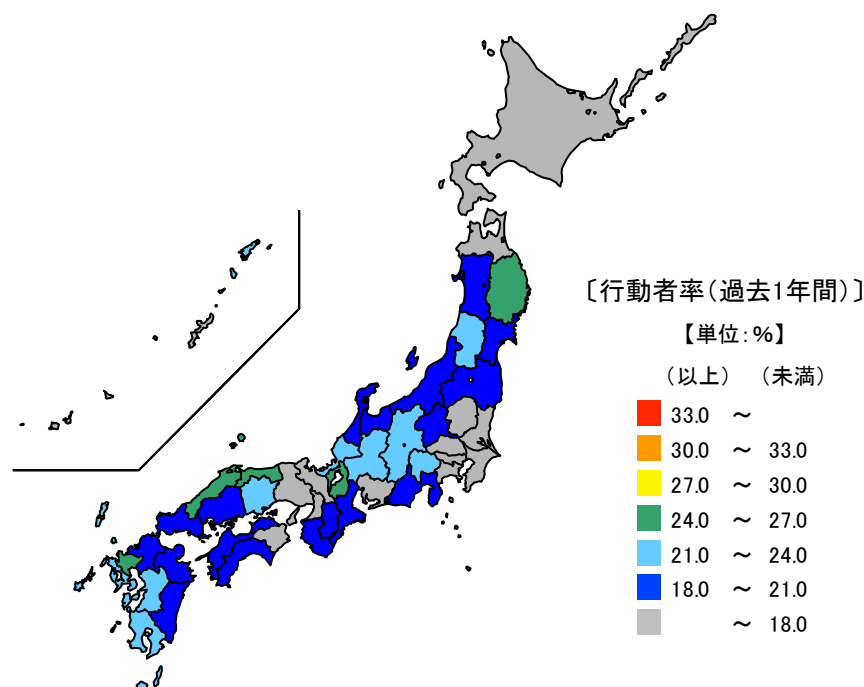 〔行動者率(過去1年間)〕
【単位:%】
(以上) (未満)
33.0 ～
30.0 ～ 33.0
27.0 ～ 30.0
24.0 ～ 27.0
21.0 ～ 24.0
18.0 ～ 21.0
～ 18.0